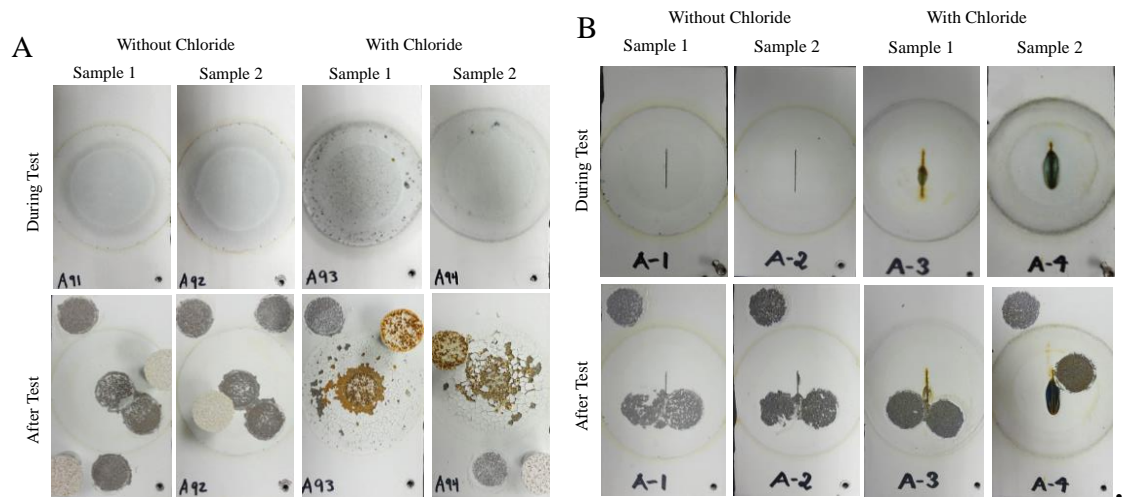 A
Without Chloride
With Chloride
Sample 1
Sample 2
Sample 1
Sample 2
During Test
A91
A92
A93
A94
After Test
A92
A93
A94
B
Without Chloride
With Chloride
Sample 1
Sample 2
Sample 1
Sample 2
During Test
A-1
A-2
A-3
A-4
After Test
A-1
A-2
A-3
A-4